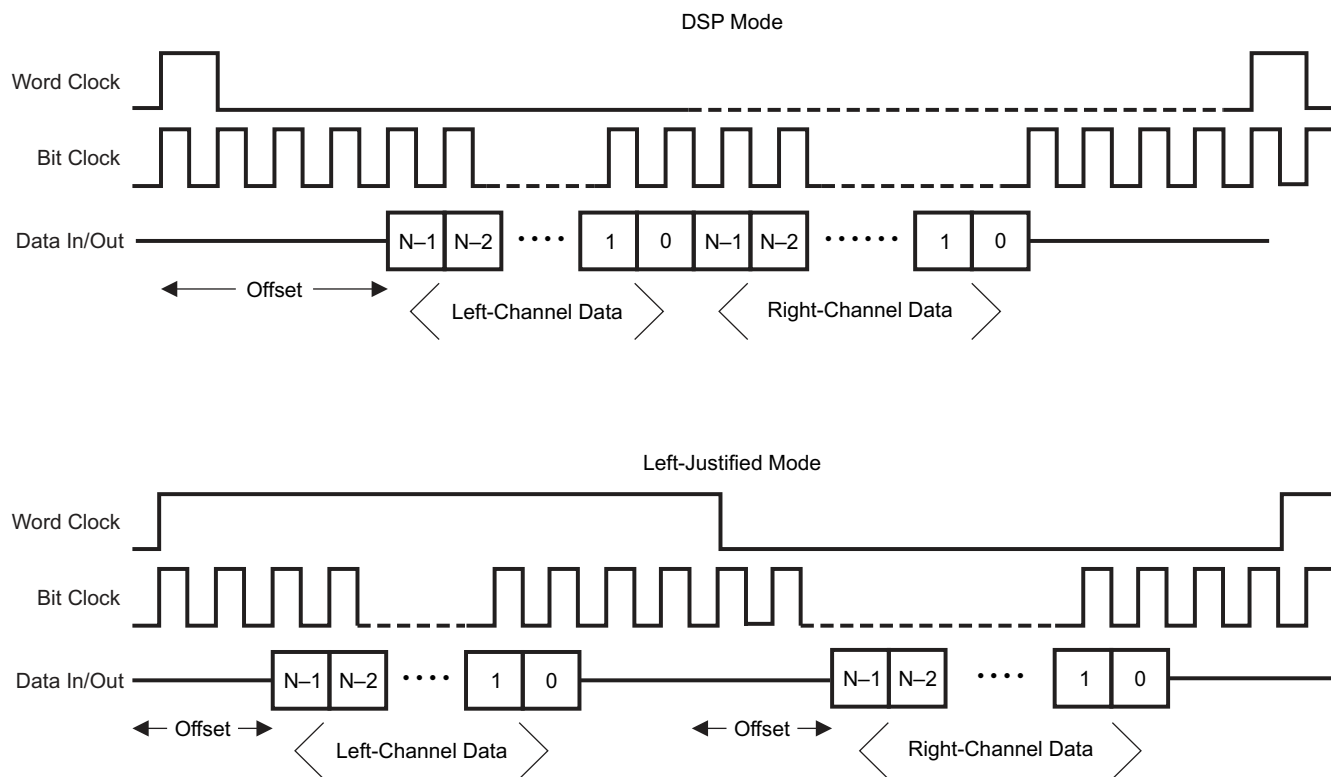 DSP Mode
Word Clock
Bit Clock
Data In/Out
N–1 N–2 •••• 1 0 N–1 N–2 •••••• 1 0
Offset
Left-Channel Data
Right-Channel Data
Left-Justified Mode
Word Clock
Bit Clock
Data In/Out
N–1 N–2 •••• 1 0 N–1 N–2 •••• 1 0
Offset
Offset
Left-Channel Data
Right-Channel Data